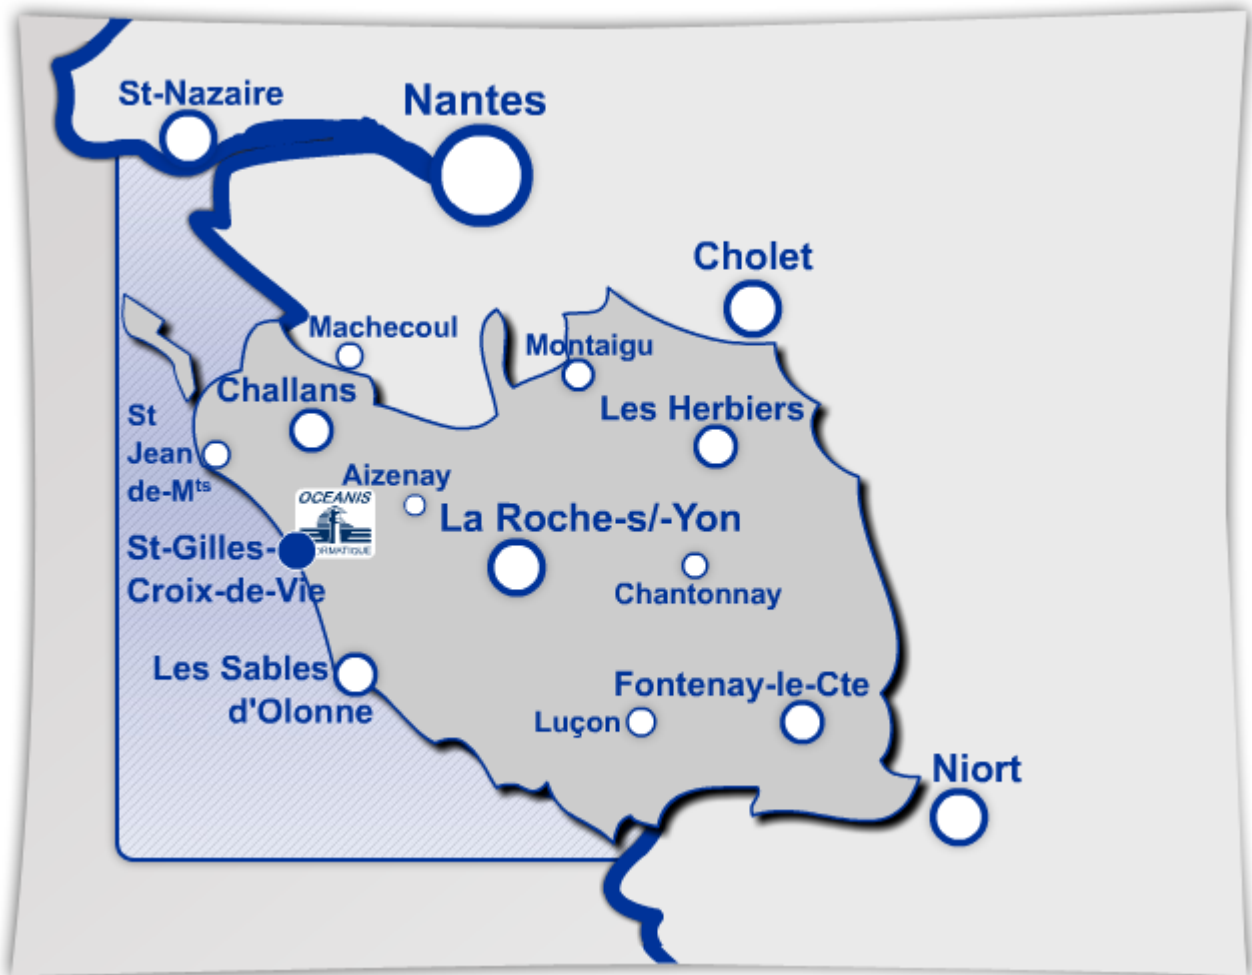 St-Nazaire
Nantes
Cholet
Machecoul
Montaigu
Challans
Les Herbiers
St
Jean
de-Mts
Aizenay
OCEANIS
ORMATIQUE
La Roche-s/-Yon
St-Gilles-
Croix-de-Vie
Chantonnay
Les Sables
d'Olonne
Fontenay-le-Cte
Luçon
Niort